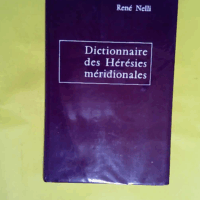 René Nelli
Dictionnaire
des Hérésies
méridionales